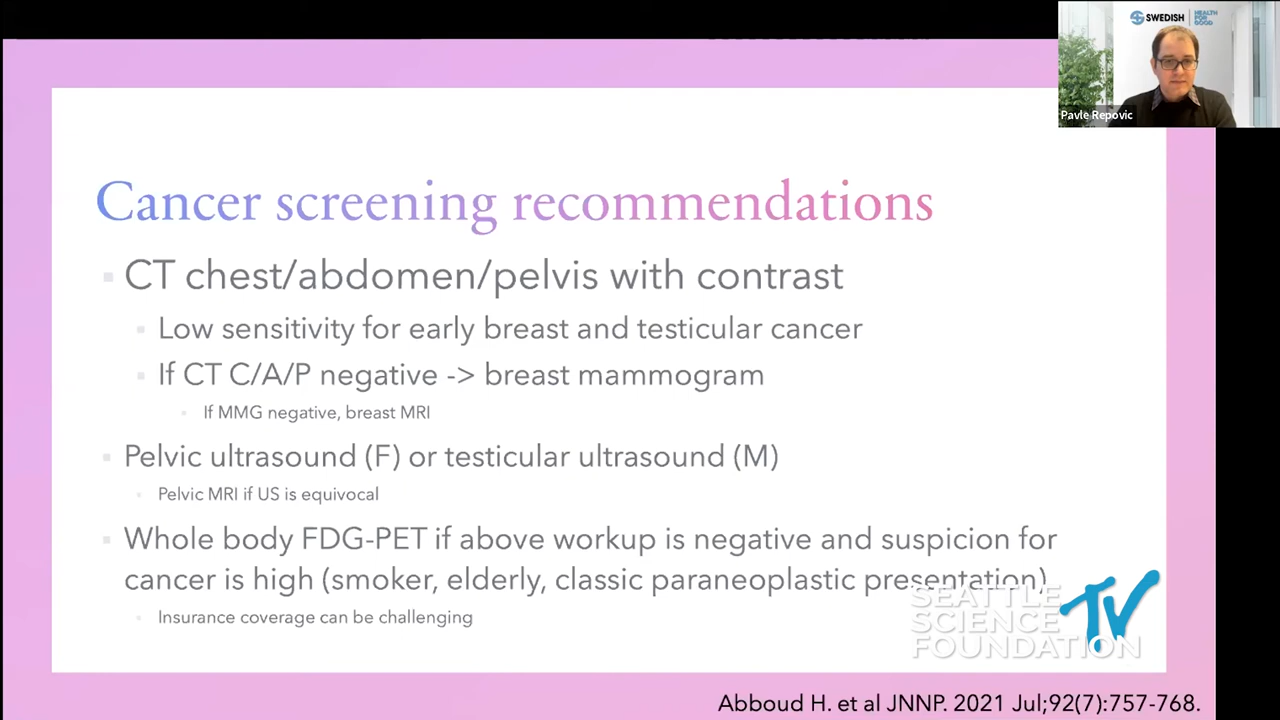 SWEDISH
HEALTH
FOR
GOOD
Pavle Repovic
Cancer screening recommendations
CT chest/abdomen/pelvis with contrast
Low sensitivity for early breast and testicular cancer
If CT C/A/P negative -> breast mammogram
If MMG negative, breast MRI
Pelvic ultrasound (F) or testicular ultrasound (M)
Pelvic MRI if US is equivocal
Whole body FDG-PET if above workup is negative and suspicion for
cancer is high (smoker, elderly, classic paraneoplastic presentation)
Insurance coverage can be challenging
SEATTLE
SCIENCE
FOUNDATION
TV
Abboud H. et al JNNP. 2021 Jul;92(7):757-768.